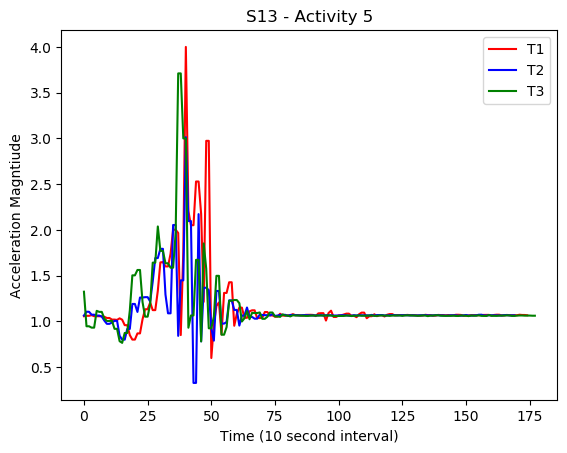 S13 - Activity 5
T1
T2
T3
4.0
3.5
3.0
2.5
2.0
1.5
1.0
0.5
Acceleration Magntiude
0 25 50 75 100 125 150 175
Time (10 second interval)